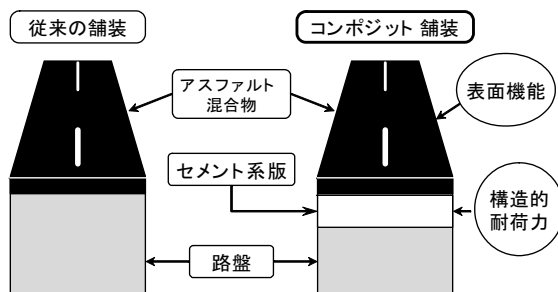 従来の舗装
コンポジット 舗装
アスファルト
混合物
表面機能
セメント系版
構造的
耐荷力
路盤